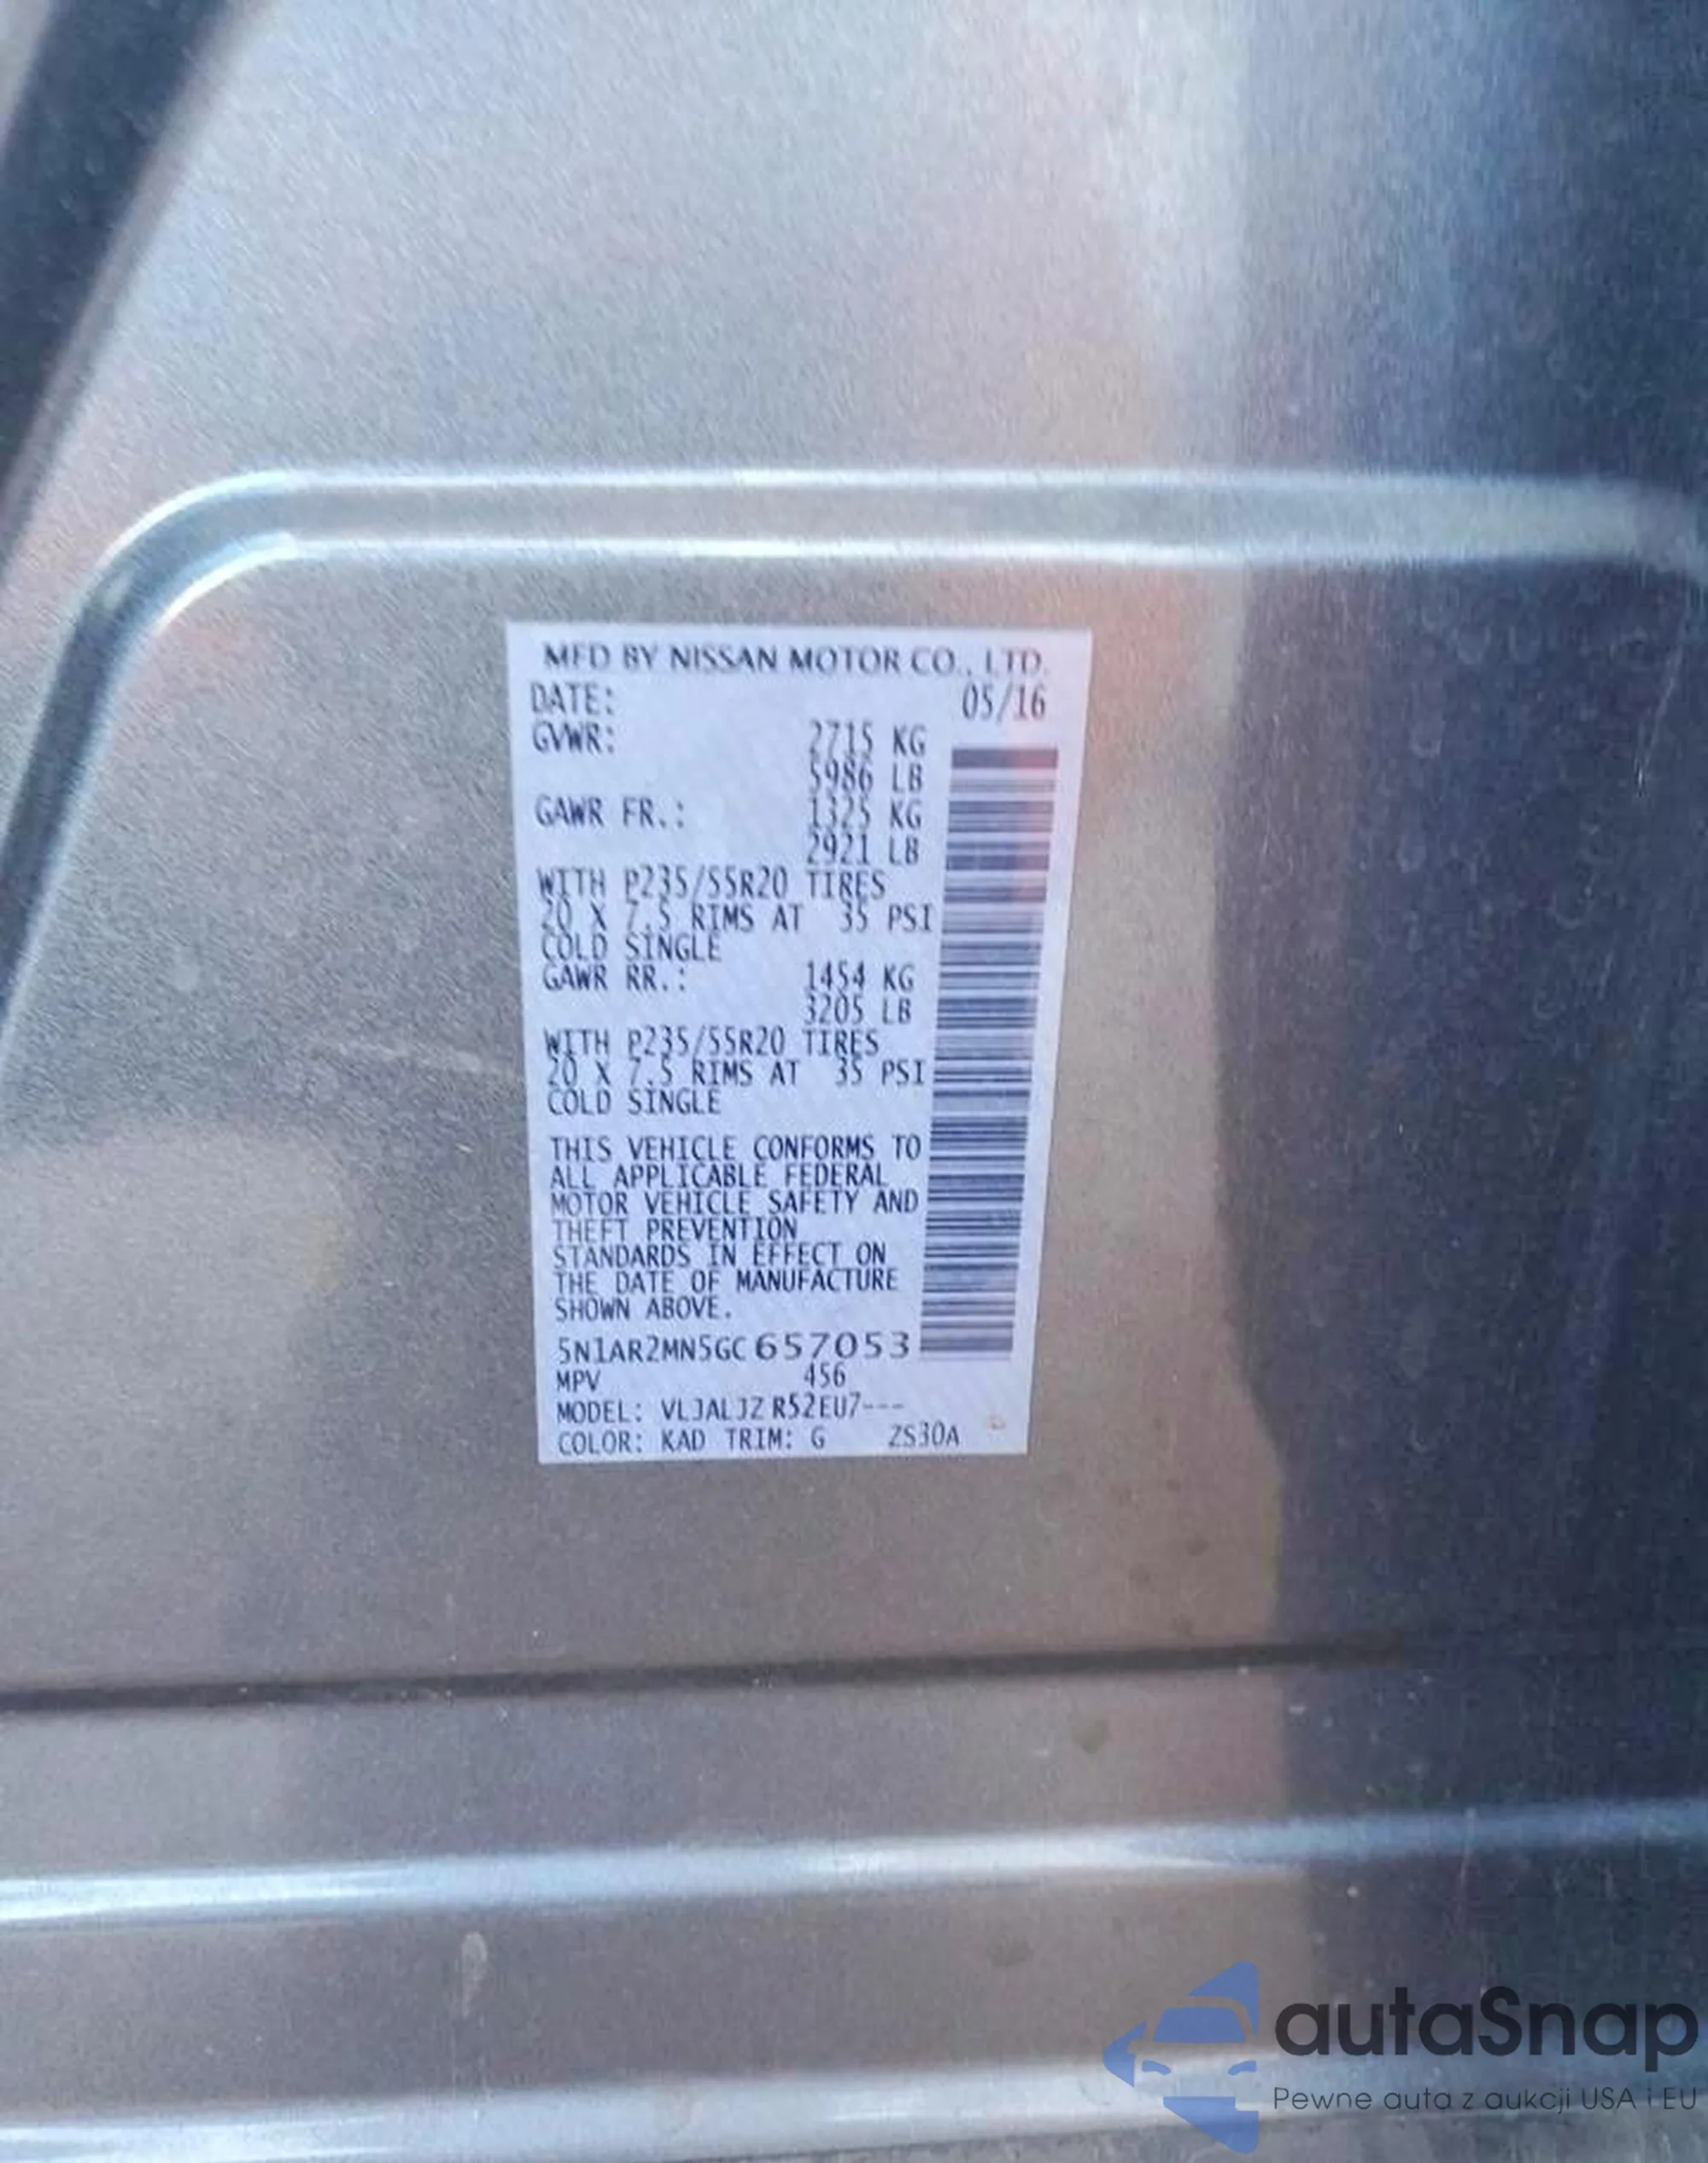 MFD BY NISSAN MOTOR CO., LTD.
DATE: 05/16
GVWR: 2715 KG
5986 LB
GAWR FR.: 1325 KG
2921 LB
WITH P235/55R20 TIRES
20 X 7.5 RIMS AT 35 PSI
COLD SINGLE
GAWR RR.: 1454 KG
3205 LB
WITH P235/55R20 TIRES
20 X 7.5 RIMS AT 35 PSI
COLD SINGLE
THIS VEHICLE CONFORMS TO
ALL APPLICABLE FEDERAL
MOTOR VEHICLE SAFETY AND
THEFT PREVENTION
STANDARDS IN EFFECT ON
THE DATE OF MANUFACTURE
SHOWN ABOVE.
5N1AR2MN5GC657053
MPV 456
MODEL: VLJALJZ R52EU7---
COLOR: KAD TRIM: G ZS30A
autaSnap
Pewne auta z aukcji USA i EU